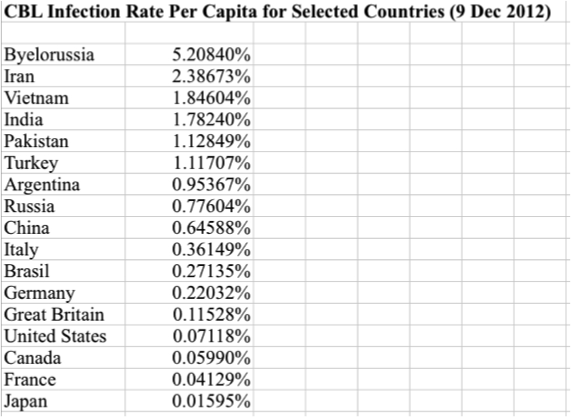 CBL Infection Rate Per Capita for Selected Countries (9 Dec 2012)
Byelorussia 5.20840%
Iran 2.38673%
Vietnam 1.84604%
India 1.78240%
Pakistan 1.12849%
Turkey 1.11707%
Argentina 0.95367%
Russia 0.77604%
China 0.64588%
Italy 0.36149%
Brasil 0.27135%
Germany 0.22032%
Great Britain 0.11528%
United States 0.07118%
Canada 0.05990%
France 0.04129%
Japan 0.01595%